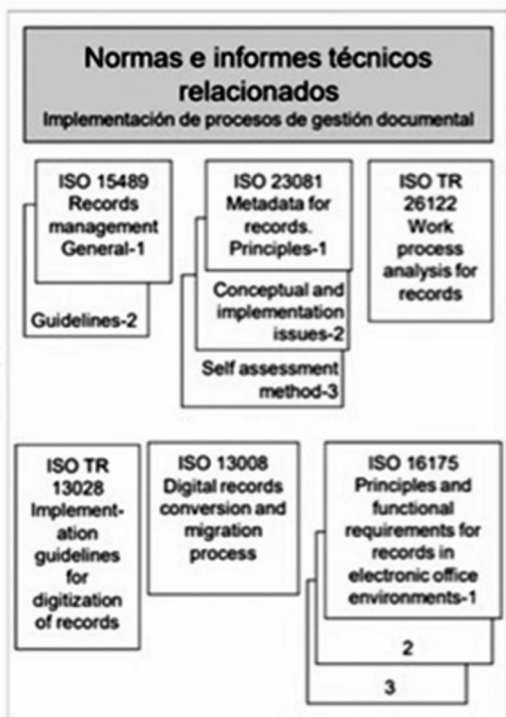 Normas e informes técnicos
relacionados
Implementación de procesos de gestión documental
ISO 15489
Records
management
General-1
Guidelines-2
ISO 23081
Metadata for
records.
Principles-1
Conceptual and
implementation
issues-2
Self assessment
method-3
ISO TR
26122 Work
process
analysis for
records
ISO TR
13028
Implement-
ation
guidelines
for
digitization
of records
ISO 13008
Digital records
conversion and
migration
process
ISO 16175
Principles and
functional
requirements for
records in
electronic office
environments-1
2
3